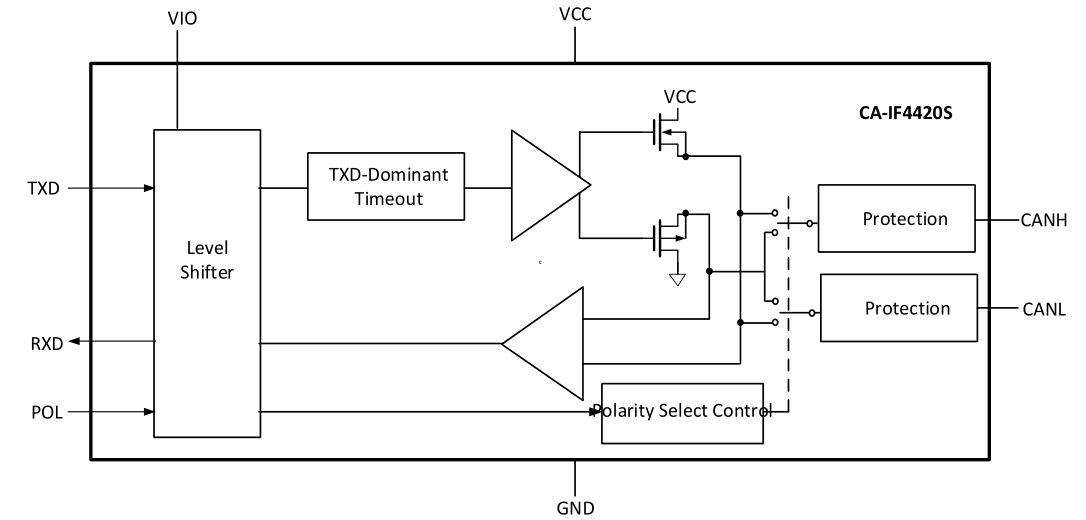 VIO
VCC
VCC
CA-IF4420S
TXD
TXD-Dominant
Timeout
Protection
CANH
Level
Shifter
c
Protection
CANL
RXD
POL
Polarity Select Control
GND